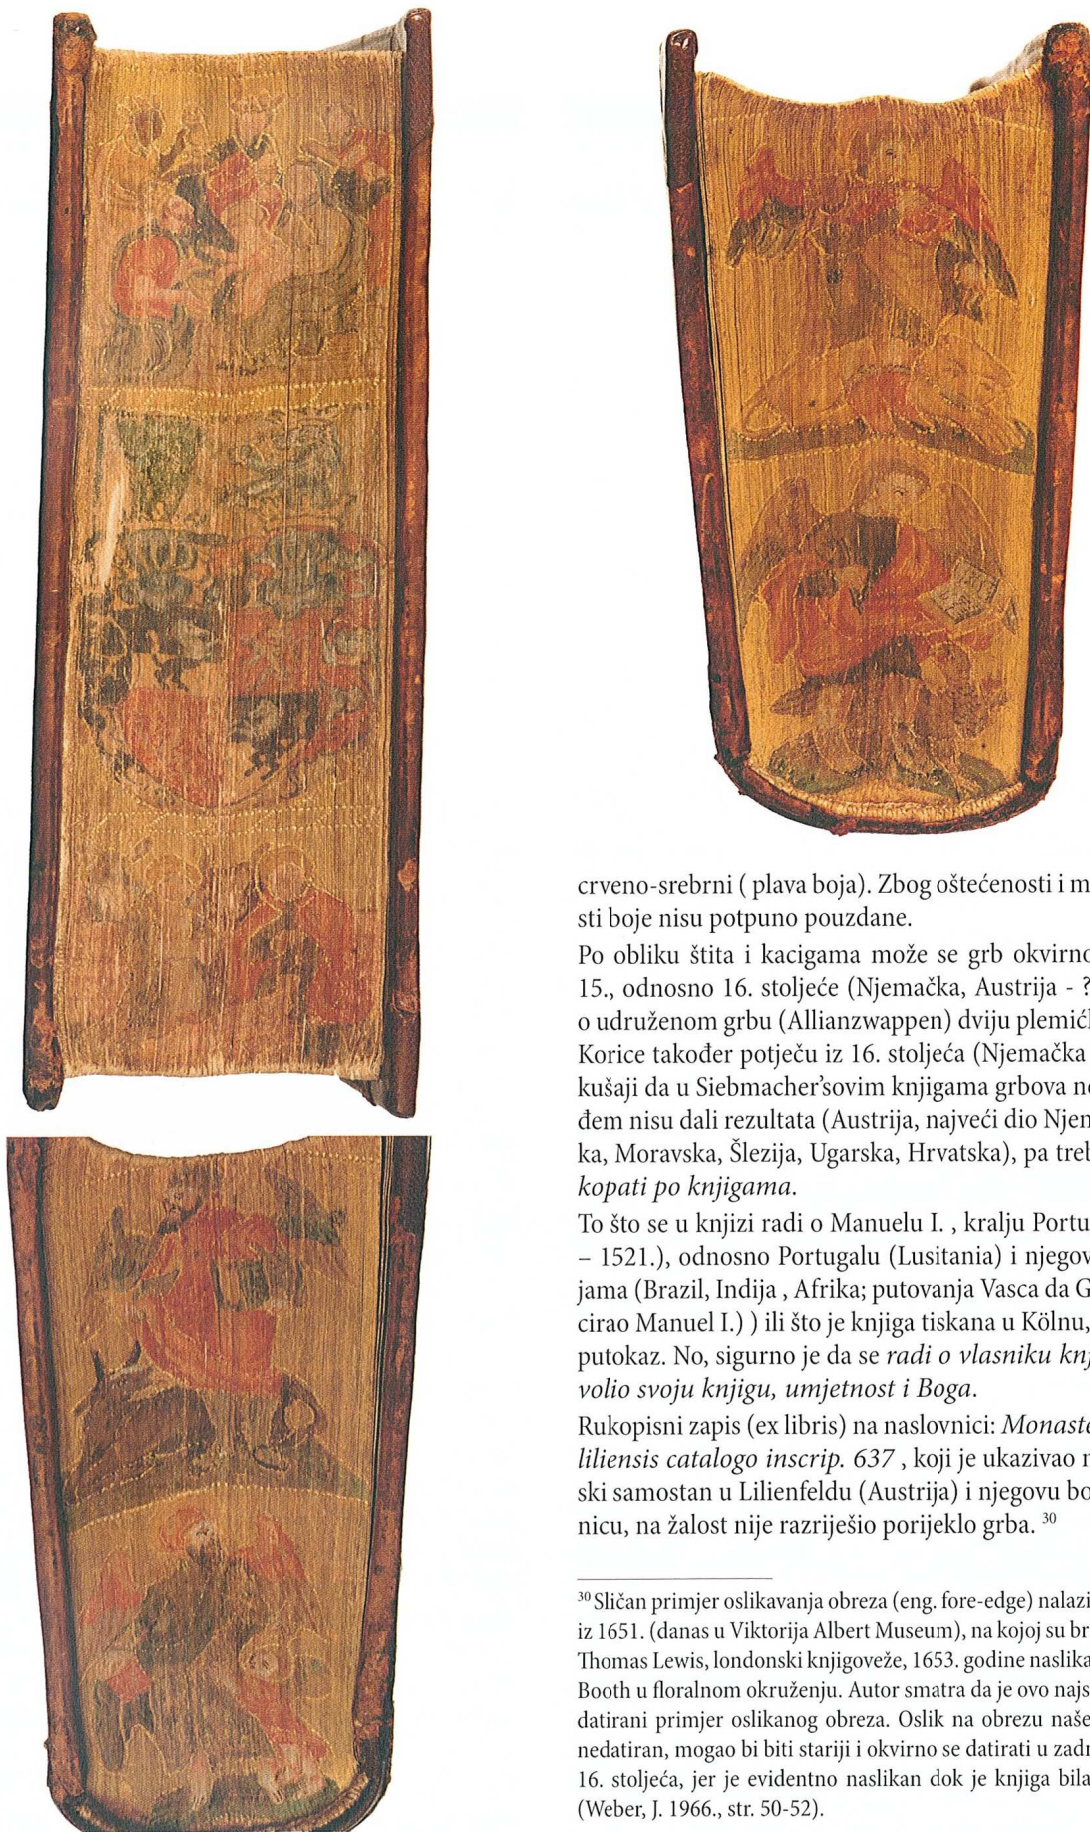 crveno-srebrni ( plava boja). Zbog oštećenosti i m
sti boje nisu potpuno pouzdane.
Po obliku štita i kacigama može se grb okvirno
15., odnosno 16. stoljeće (Njemačka, Austrija - ?
o udruženom grbu (Allianzwappen) dviju plemićk
Korice također potječu iz 16. stoljeća (Njemačka
kušaji da u Siebmacher’sovim knjigama grbova ne
đem nisu dali rezultata (Austrija, najveći dio Njem
ka, Moravska, Šlezija, Ugarska, Hrvatska), pa treb
kopati po knjigama.
To što se u knjizi radi o Manuelu I. , kralju Portu
– 1521.), odnosno Portugalu (Lusitania) i njegov
jama (Brazil, Indija , Afrika; putovanja Vasca da G
cirao Manuel I.) ) ili što je knjiga tiskana u Kölnu,
putokaz. No, sigurno je da se radi o vlasniku knj
volio svoju knjigu, umjetnost i Boga.
Rukopisni zapis (ex libris) na naslovnici: Monaste
liliensis catalogo inscrip. 637 , koji je ukazivao n
ski samostan u Lilienfeldu (Austrija) i njegovu bo
nicu, na žalost nije razriješio porijeklo grba. 30
30 Sličan primjer oslikavanja obreza (eng. fore-edge) nalazi
iz 1651. (danas u Viktorija Albert Museum), na kojoj su br
Thomas Lewis, londonski knjigoveže, 1653. godine naslika
Booth u floralnom okruženju. Autor smatra da je ovo najs
datirani primjer oslikanog obreza. Oslik na obrezu naše
nedatiran, mogao bi biti stariji i okvirno se datirati u zadn
16. stoljeća, jer je evidentno naslikan dok je knjiga bila
(Weber, J. 1966., str. 50-52).